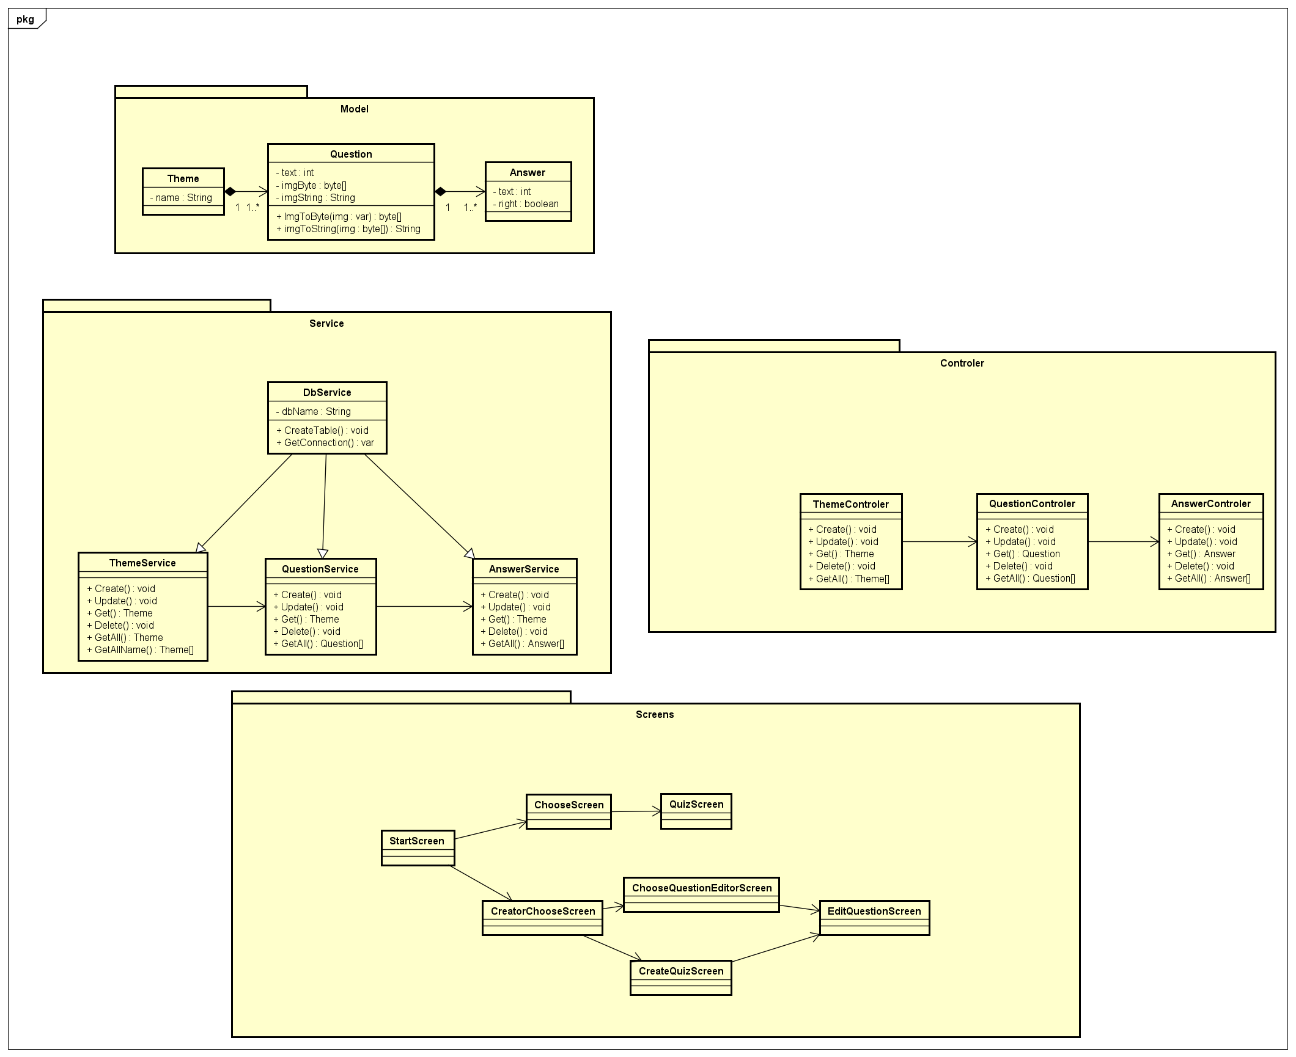 pkg
Model
Theme
- name : String
1 1..*
Question
- text : int
- imgByte : byte[]
- imgString : String
+ ImgToByte(img : var) : byte[]
+ imgToString(img : byte[]) : String
1 1..*
Answer
- text : int
- right : boolean
Service
DbService
- dbName : String
+ CreateTable() : void
+ GetConnection() : var
ThemeService
+ Create() : void
+ Update() : void
+ Get() : Theme
+ Delete() : void
+ GetAll() : Theme
+ GetAllName() : Theme[]
QuestionService
+ Create() : void
+ Update() : void
+ Get() : Theme
+ Delete() : void
+ GetAll() : Question[]
AnswerService
+ Create() : void
+ Update() : void
+ Get() : Theme
+ Delete() : void
+ GetAll() : Answer[]
Controler
ThemeControler
+ Create() : void
+ Update() : void
+ Get() : Theme
+ Delete() : void
+ GetAll() : Theme[]
QuestionControler
+ Create() : void
+ Update() : void
+ Get() : Question
+ Delete() : void
+ GetAll() : Question[]
AnswerControler
+ Create() : void
+ Update() : void
+ Get() : Answer
+ Delete() : void
+ GetAll() : Answer[]
Screens
ChooseScreen
QuizScreen
StartScreen
ChooseQuestionEditorScreen
CreatorChooseScreen
EditQuestionScreen
CreateQuizScreen